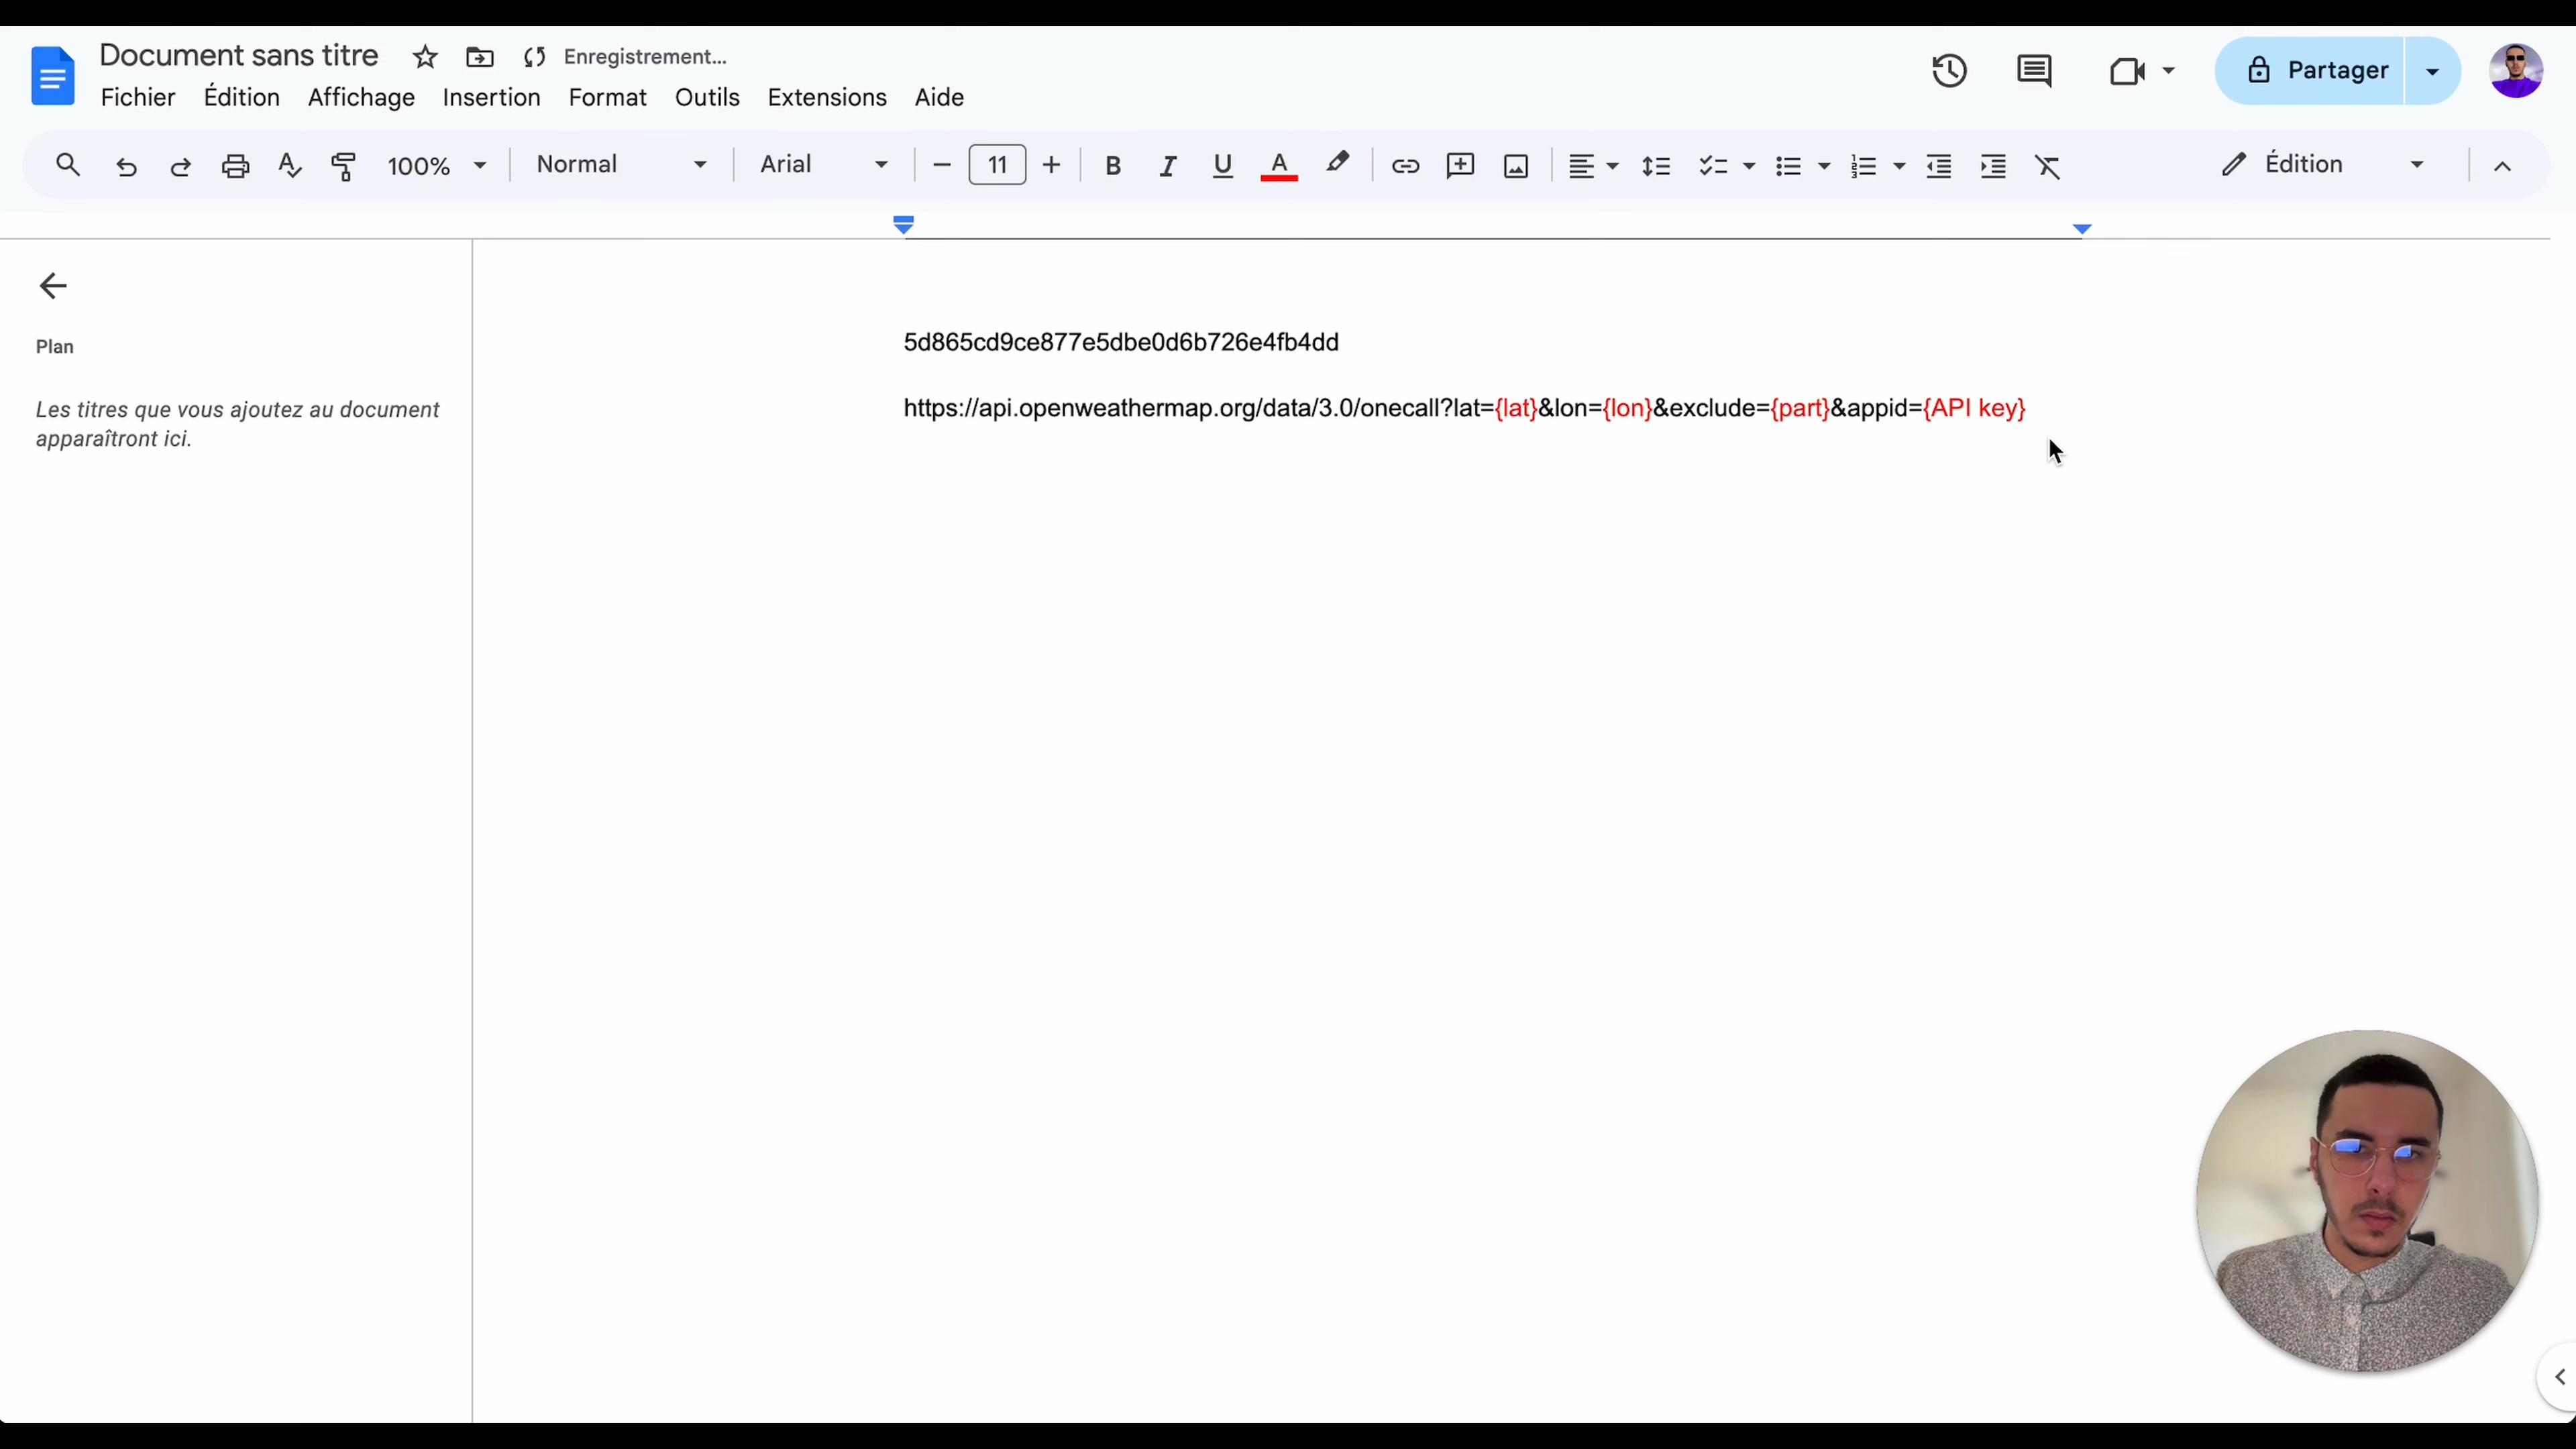 Document sans titre
Enregistrement...
Fichier Édition Affichage Insertion Format Outils Extensions Aide
Partager
100% Normal Arial 11 B I U A Édition
Plan
Les titres que vous ajoutez au document
apparaîtront ici.
5d865cd9ce877e5dbe0d6b726e4fb4dd
https://api.openweathermap.org/data/3.0/onecall?lat={lat}&lon={lon}&exclude={part}&appid={API key}